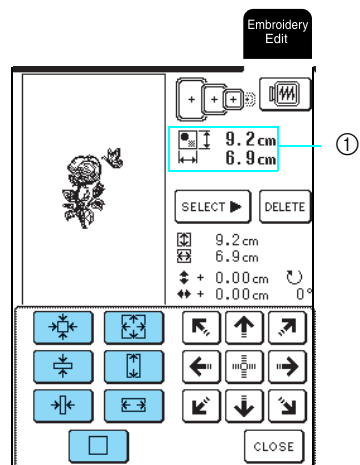 Embroidery
Edit
9.2cm
6.9cm
①
SELECT ▶
DELETE
9.2cm
6.9cm
+ 0.00cm
+ 0.00cm 0°
CLOSE